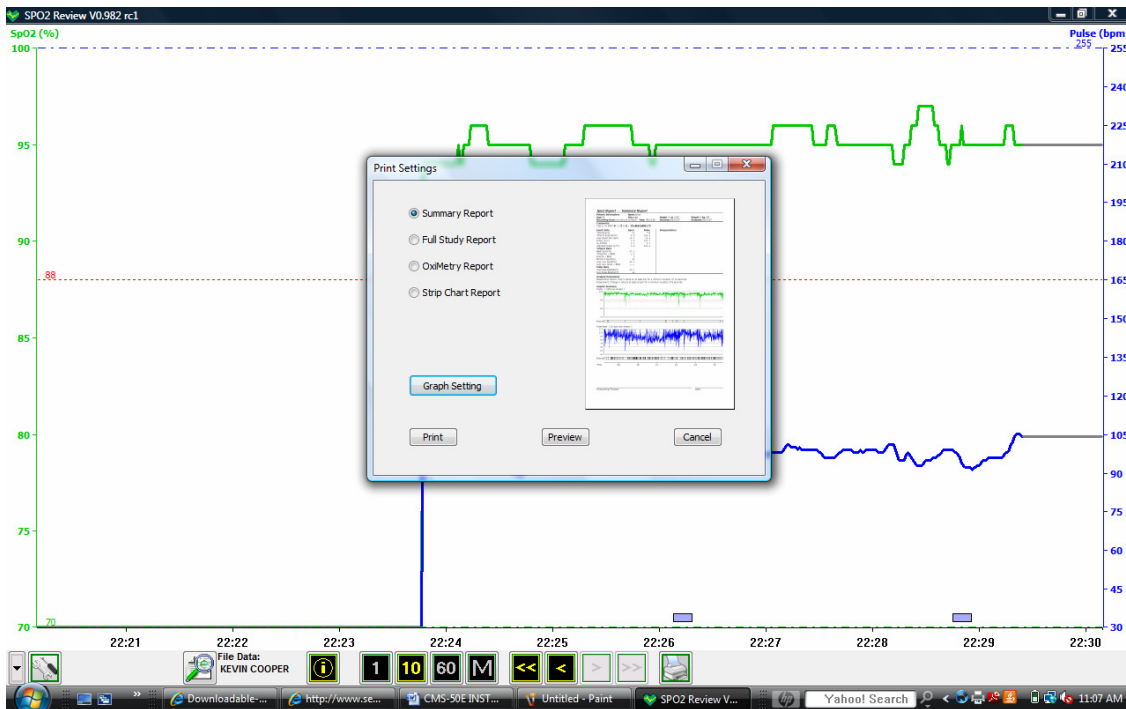 SPO2 Review V0.982 rc1
SpO2 (%)
Pulse (bpm
255
100
255
240
225
95
210
Print Settings
195
Summary Report
Full Study Report
90
180
OxiMetry Report
88
165
Strip Chart Report
150
85
135
Graph Setting
120
80
105
Print
Preview
Cancel
90
75
75
60
45
70
70
30
22:21
22:22
22:23
22:24
22:25
22:26
22:27
22:28
22:29
22:30
File Data:
KEVIN COOPER
1
10
60
M
<<
<
>
>>
»
Downloadable-...
http://www.se...
CMS-50E INST...
Untitled - Paint
SPO2 Review V...
hp
Yahoo! Search
<
11:07 AM